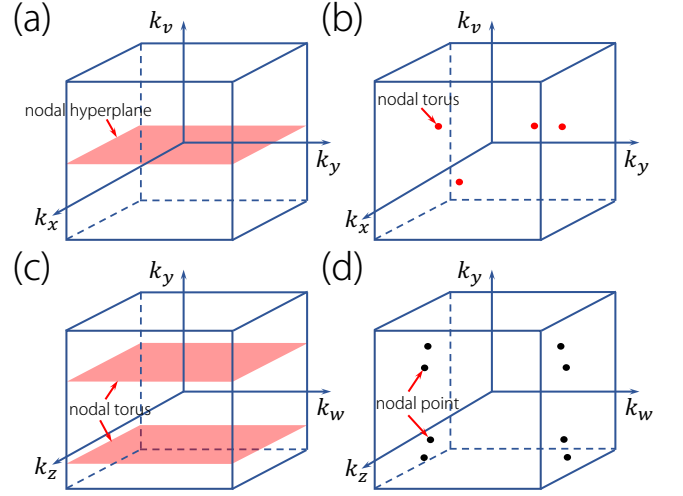 (a)
k_v
nodal hyperplane
k_y
k_x
(b)
k_v
nodal torus
k_y
k_x
(c)
k_y
nodal torus
k_w
k_z
(d)
k_y
nodal point
k_w
k_z